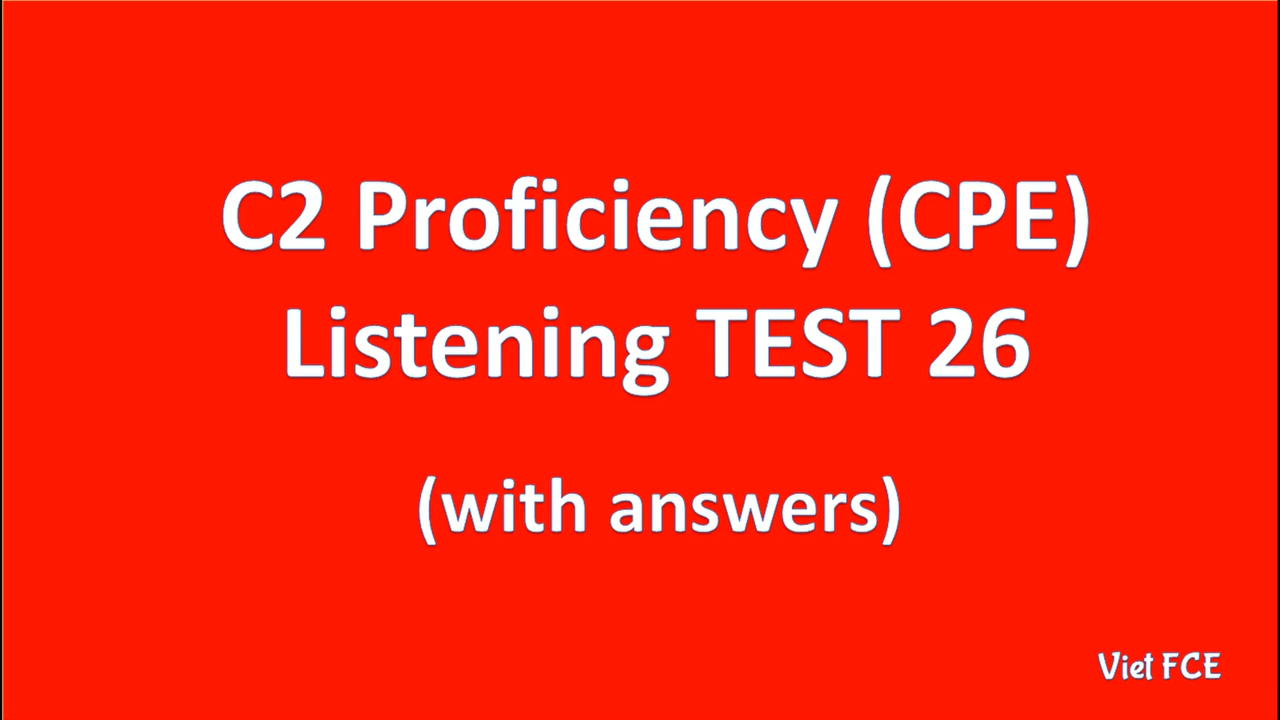 C2 Proficiency (CPE)
Listening TEST 26
(with answers)
Viet FCE